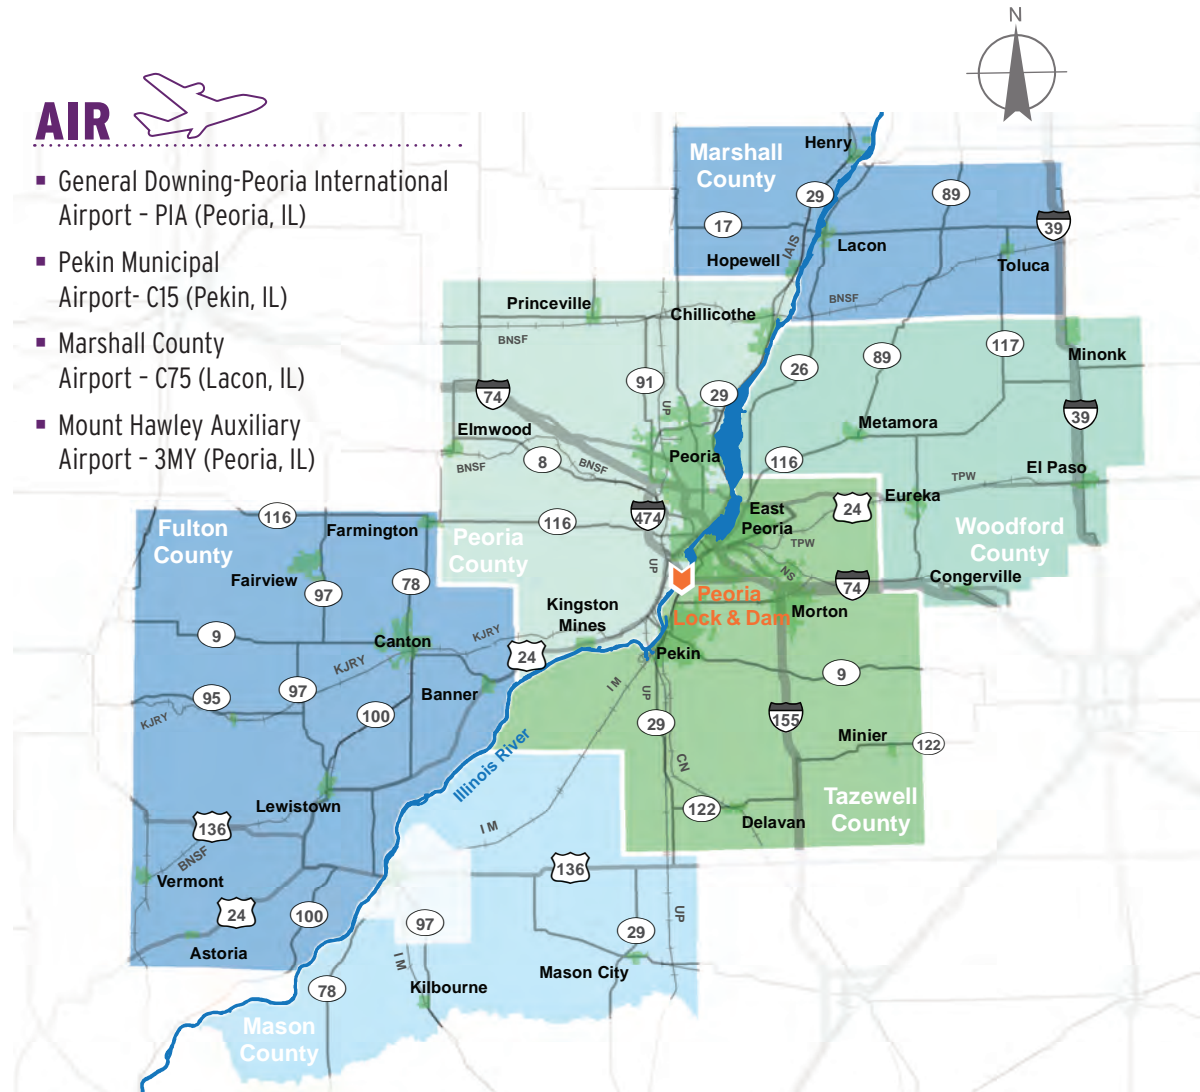 N
AIR
▪ General Downing-Peoria International
Airport – PIA (Peoria, IL)
▪ Pekin Municipal
Airport- C15 (Pekin, IL)
▪ Marshall County
Airport – C75 (Lacon, IL)
▪ Mount Hawley Auxiliary
Airport – 3MY (Peoria, IL)
Henry
Marshall
County
29
89
17
39
IAIS
Lacon
Hopewell
Toluca
BNSF
Princeville
Chillicothe
BNSF
117
Minonk
89
26
91
29
74
UP
39
Elmwood
Metamora
Peoria
8
BNSF
BNSF
116
El Paso
TPW
Eureka
24
East
Peoria
474
116
116
Farmington
Fulton
County
Peoria
County
Woodford
County
TPW
UP
NS
Fairview
97
78
74
Congerville
Peoria
Lock & Dam
Morton
Kingston
Mines
9
Canton
KJRY
24
Pekin
KJRY
9
Banner
97
95
IM
UP
KJRY
100
29
155
Minier
122
Illinois River
CN
Lewistown
122
Delavan
Tazewell
County
136
IM
BNSF
Vermont
136
24
100
97
UP
29
Astoria
IM
Mason City
78
Kilbourne
Mason
County